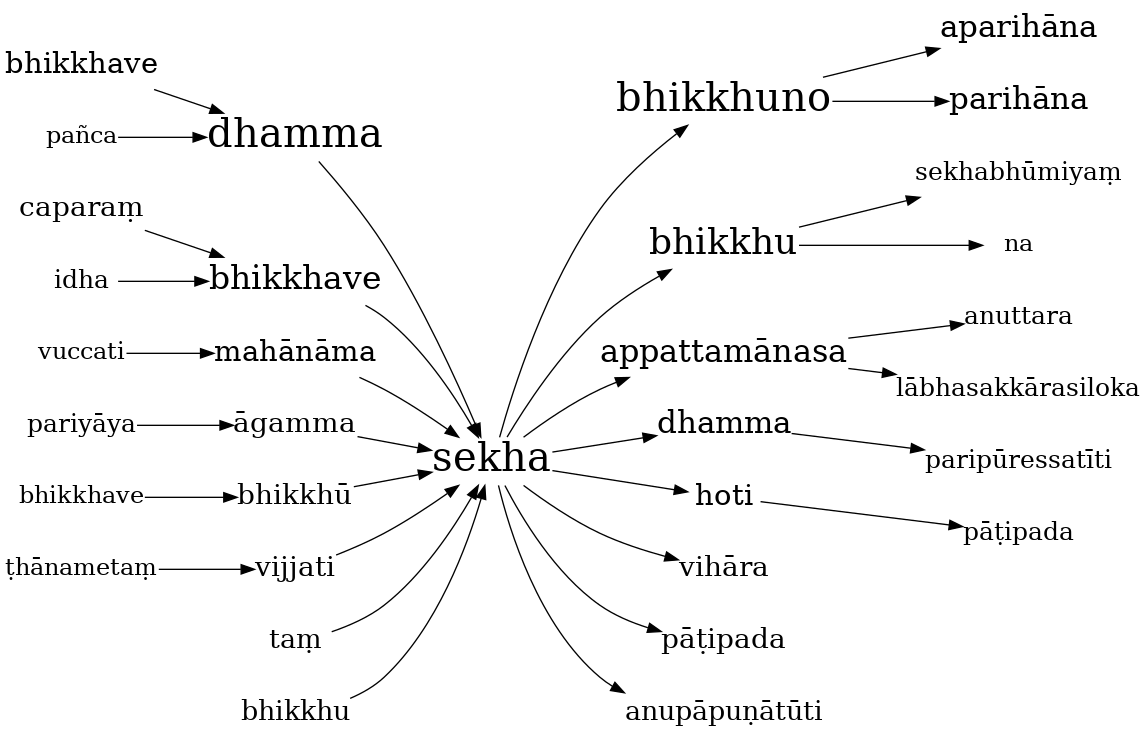 bhikkhave
pañca
dhamma
caparaṃ
idha
bhikkhave
vuccati
mahānāma
pariyāya
āgamma
bhikkhave
bhikkhū
ṭhānametaṃ
vijjati
taṃ
bhikkhu
sekha
bhikkhuno
aparihāna
parihāna
bhikkhu
sekhabhūmiyaṃ
na
appattamānasa
anuttara
lābhasakkārasiloka
dhamma
paripūressatīti
hoti
pāṭipada
vihāra
pāṭipada
anupāpuṇātūti